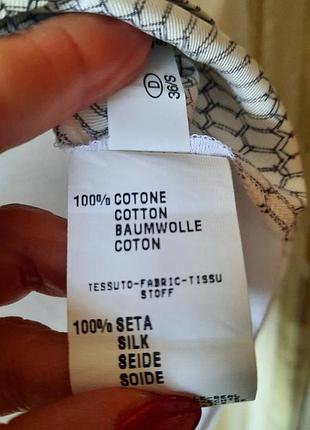 D
36/S
100% COTONE
COTTON
BAUMWOLLE
COTON
TESSUTO-FABRIC-TISSU
STOFF
100% SETA
SILK
SEIDE
SOIDE